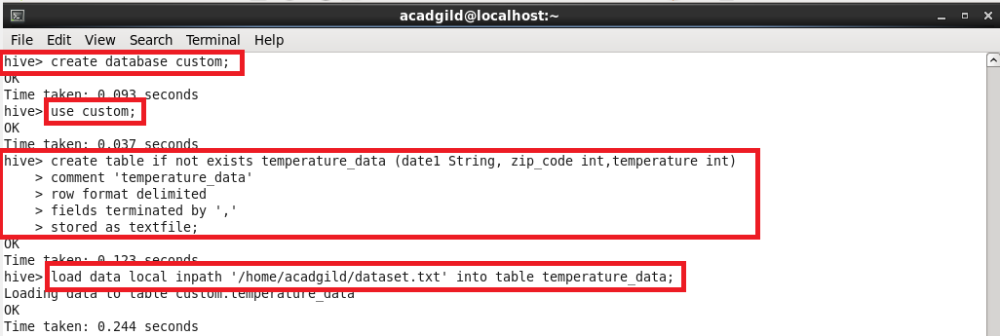 acadgild@localhost:~
File Edit View Search Terminal Help
hive> create database custom;
OK
Time taken: 0.093 seconds
hive> use custom;
OK
Time taken: 0.037 seconds
hive> create table if not exists temperature_data (date1 String, zip_code int,temperature int)
    > comment 'temperature_data'
    > row format delimited
    > fields terminated by ','
    > stored as textfile;
OK
Time taken: 0.123 seconds
hive> load data local inpath '/home/acadgild/dataset.txt' into table temperature_data;
Loading data to table custom.temperature_data
OK
Time taken: 0.244 seconds